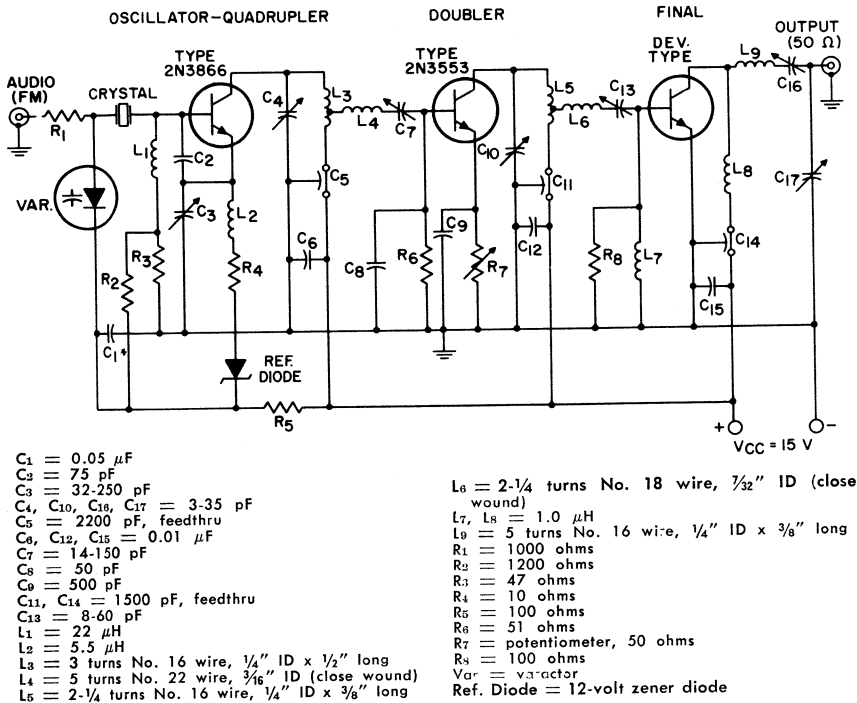 OSCILLATOR-QUADRUPLER
DOUBLER
FINAL
OUTPUT
(50 Ω)
TYPE
2N3866
TYPE
2N3553
DEV.
TYPE
AUDIO
(FM)
CRYSTAL
R1
C4
L3
L4
C7
L5
C13
L6
L9
C16
L1
C2
C10
C5
C11
L8
C17
VAR.
C3
L2
C6
C9
C12
C14
R2
R3
R4
C8
R6
R7
R8
L7
C15
C1*
REF.
DIODE
R5
+
−
VCC = 15 V
C1 = 0.05 μF
C2 = 75 pF
C3 = 32-250 pF
C4, C10, C16, C17 = 3-35 pF
C5 = 2200 pF, feedthru
C6, C12, C15 = 0.01 μF
C7 = 14-150 pF
C8 = 50 pF
C9 = 500 pF
C11, C14 = 1500 pF, feedthru
C13 = 8-60 pF
L1 = 22 μH
L2 = 5.5 μH
L3 = 3 turns No. 16 wire, 1/4″ ID x 1/2″ long
L4 = 5 turns No. 22 wire, 3/16″ ID (close wound)
L5 = 2-1/4 turns No. 16 wire, 1/4″ ID x 3/8″ long
L6 = 2-1/4 turns No. 18 wire, 7/32″ ID (close
wound)
L7, L8 = 1.0 μH
L9 = 5 turns No. 16 wire, 1/4″ ID x 3/8″ long
R1 = 1000 ohms
R2 = 1200 ohms
R3 = 47 ohms
R4 = 10 ohms
R5 = 100 ohms
R6 = 51 ohms
R7 = potentiometer, 50 ohms
R8 = 100 ohms
Var = varactor
Ref. Diode = 12-volt zener diode